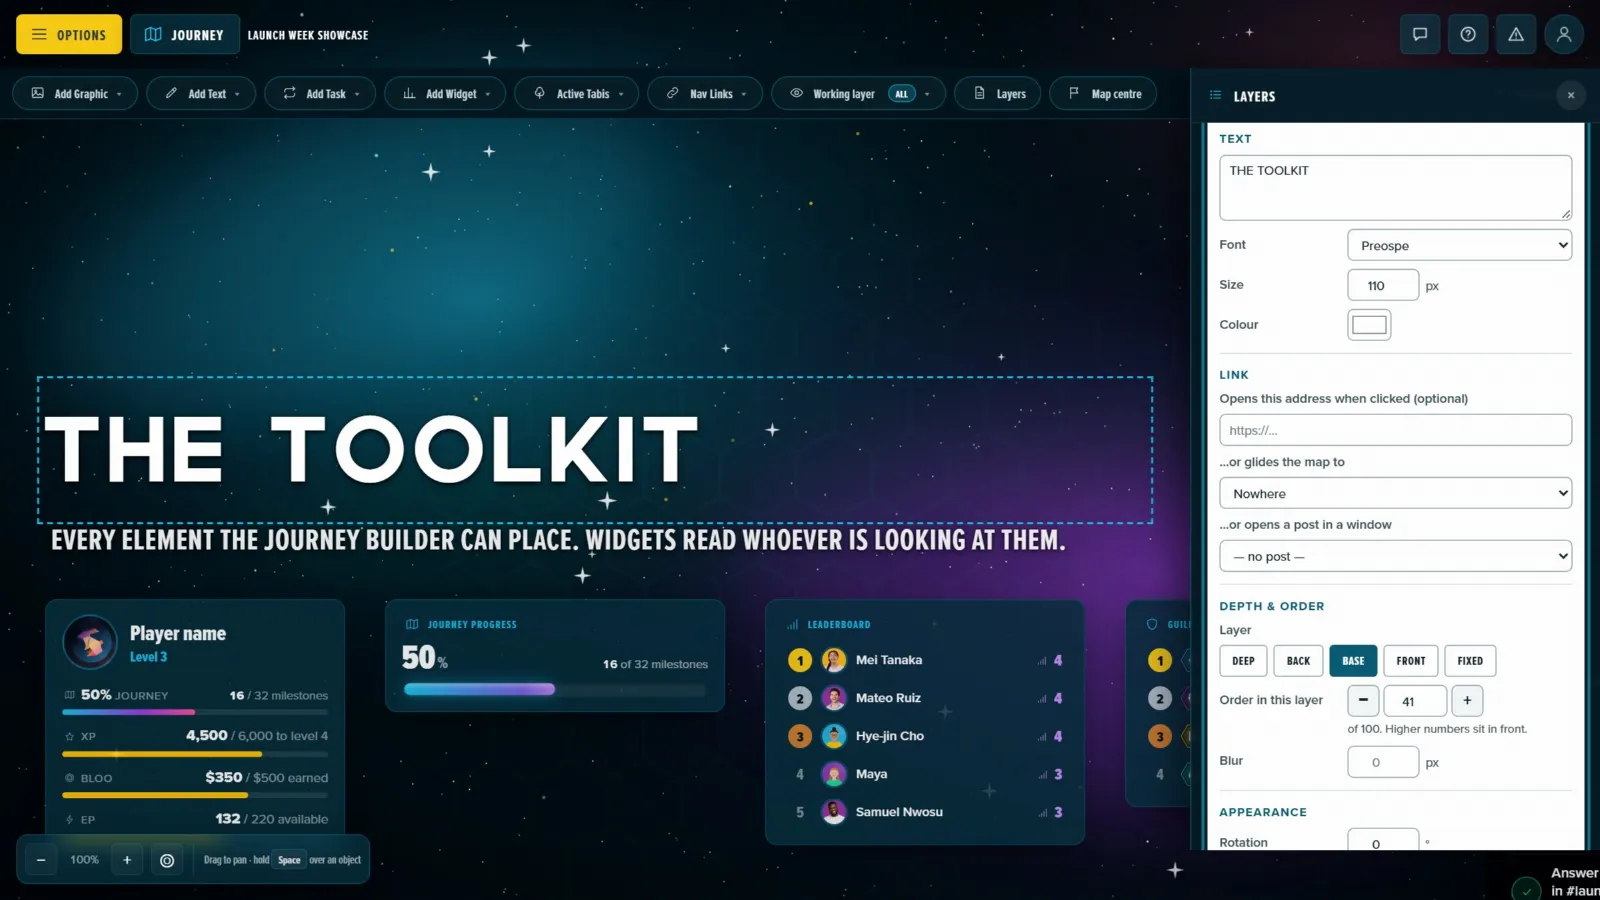 OPTIONS
JOURNEY
LAUNCH WEEK SHOWCASE
Add Graphic
Add Text
Add Task
Add Widget
Active Tabis
Nav Links
Working layer ALL
Layers
Map centre
LAYERS
TEXT
THE TOOLKIT
Font Preospe
Size 110 px
Colour
LINK
Opens this address when clicked (optional)
https://...
...or glides the map to
Nowhere
...or opens a post in a window
— no post —
DEPTH & ORDER
Layer
DEEP BACK BASE FRONT FIXED
Order in this layer − 41 +
of 100. Higher numbers sit in front.
Blur 0 px
APPEARANCE
Rotation 0 °
THE TOOLKIT
EVERY ELEMENT THE JOURNEY BUILDER CAN PLACE. WIDGETS READ WHOEVER IS LOOKING AT THEM.
Player name
Level 3
50% JOURNEY 16 / 32 milestones
XP 4,500 / 6,000 to level 4
BLOO $350 / $500 earned
EP 132 / 220 available
JOURNEY PROGRESS
50% 16 of 32 milestones
LEADERBOARD
1 Mei Tanaka 4
2 Mateo Ruiz 4
3 Hye-jin Cho 4
4 Maya 3
5 Samuel Nwosu 3
GUIL
1
2
3
4
− 100% + Drag to pan · hold Space over an object
Answer
in #laun